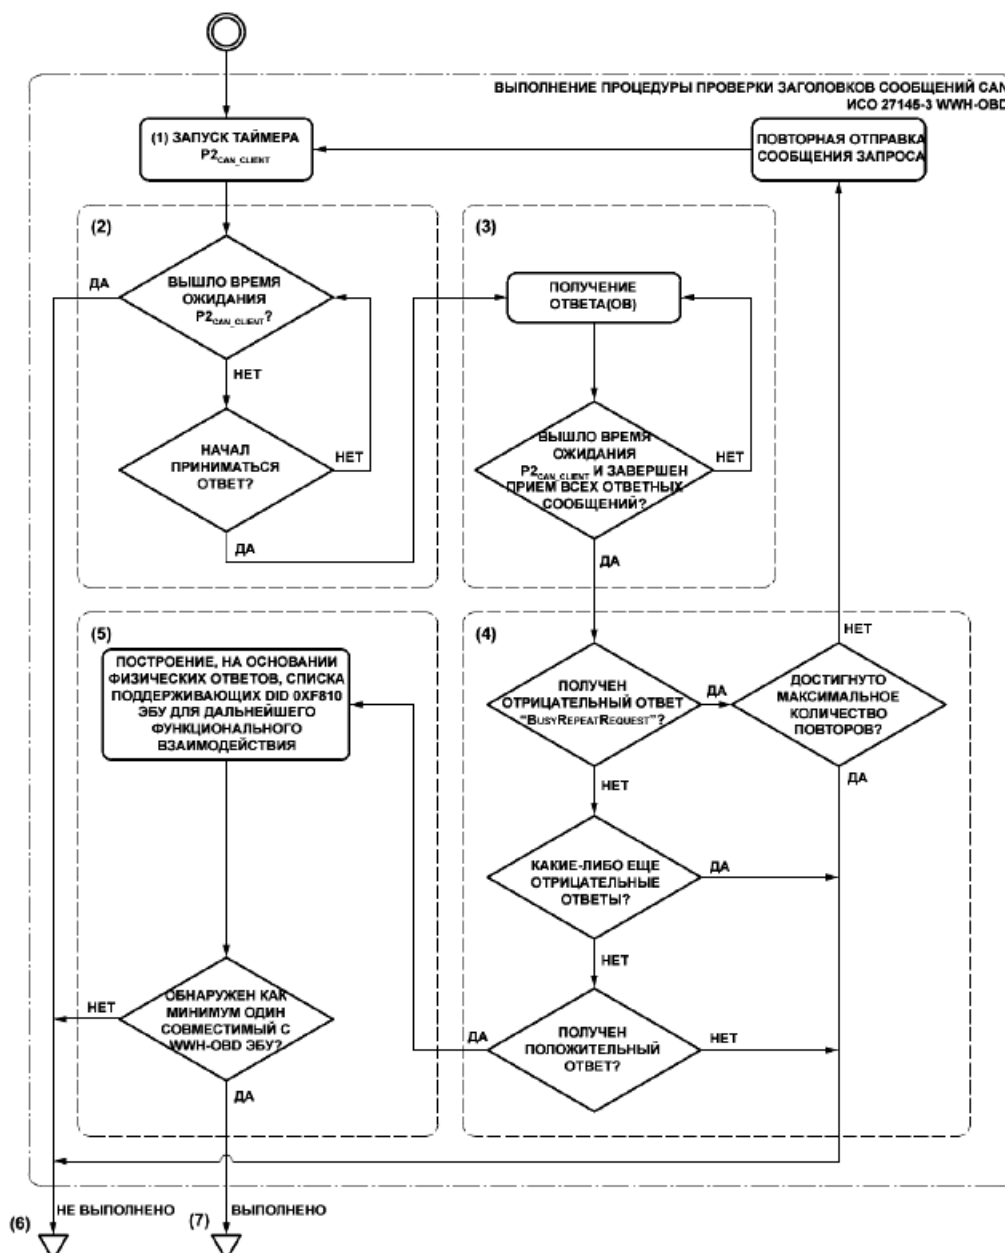 ВЫПОЛНЕНИЕ ПРОЦЕДУРЫ ПРОВЕРКИ ЗАГОЛОВКОВ СООБЩЕНИЙ CAN
ИСО 27145-3 WWH-OBD
(1) ЗАПУСК ТАЙМЕРА
P2CAN_CLIENT
ПОВТОРНАЯ ОТПРАВКА
СООБЩЕНИЯ ЗАПРОСА
(2)
ДА
ВЫШЛО ВРЕМЯ
ОЖИДАНИЯ
P2CAN_CLIENT?
НЕТ
НАЧАЛ
ПРИНИМАТЬСЯ
ОТВЕТ?
НЕТ
ДА
(3)
ПОЛУЧЕНИЕ
ОТВЕТА(ОВ)
ВЫШЛО ВРЕМЯ
ОЖИДАНИЯ
P2CAN_CLIENT И ЗАВЕРШЕН
ПРИЕМ ВСЕХ ОТВЕТНЫХ
СООБЩЕНИЙ?
НЕТ
ДА
(4)
ПОЛУЧЕН
ОТРИЦАТЕЛЬНЫЙ ОТВЕТ
“BUSYREPEATREQUEST”?
ДА
НЕТ
НЕТ
ДОСТИГНУТО
МАКСИМАЛЬНОЕ
КОЛИЧЕСТВО
ПОВТОРОВ?
ДА
КАКИЕ-ЛИБО ЕЩЕ
ОТРИЦАТЕЛЬНЫЕ
ОТВЕТЫ?
ДА
НЕТ
ПОЛУЧЕН
ПОЛОЖИТЕЛЬНЫЙ
ОТВЕТ?
ДА
НЕТ
(5)
ПОСТРОЕНИЕ, НА ОСНОВАНИИ
ФИЗИЧЕСКИХ ОТВЕТОВ, СПИСКА
ПОДДЕРЖИВАЮЩИХ DID 0XF810
ЭБУ ДЛЯ ДАЛЬНЕЙШЕГО
ФУНКЦИОНАЛЬНОГО
ВЗАИМОДЕЙСТВИЯ
НЕТ
ОБНАРУЖЕН КАК
МИНИМУМ ОДИН
СОВМЕСТИМЫЙ С
WWH-OBD ЭБУ?
ДА
(6)
НЕ ВЫПОЛНЕНО
(7)
ВЫПОЛНЕНО